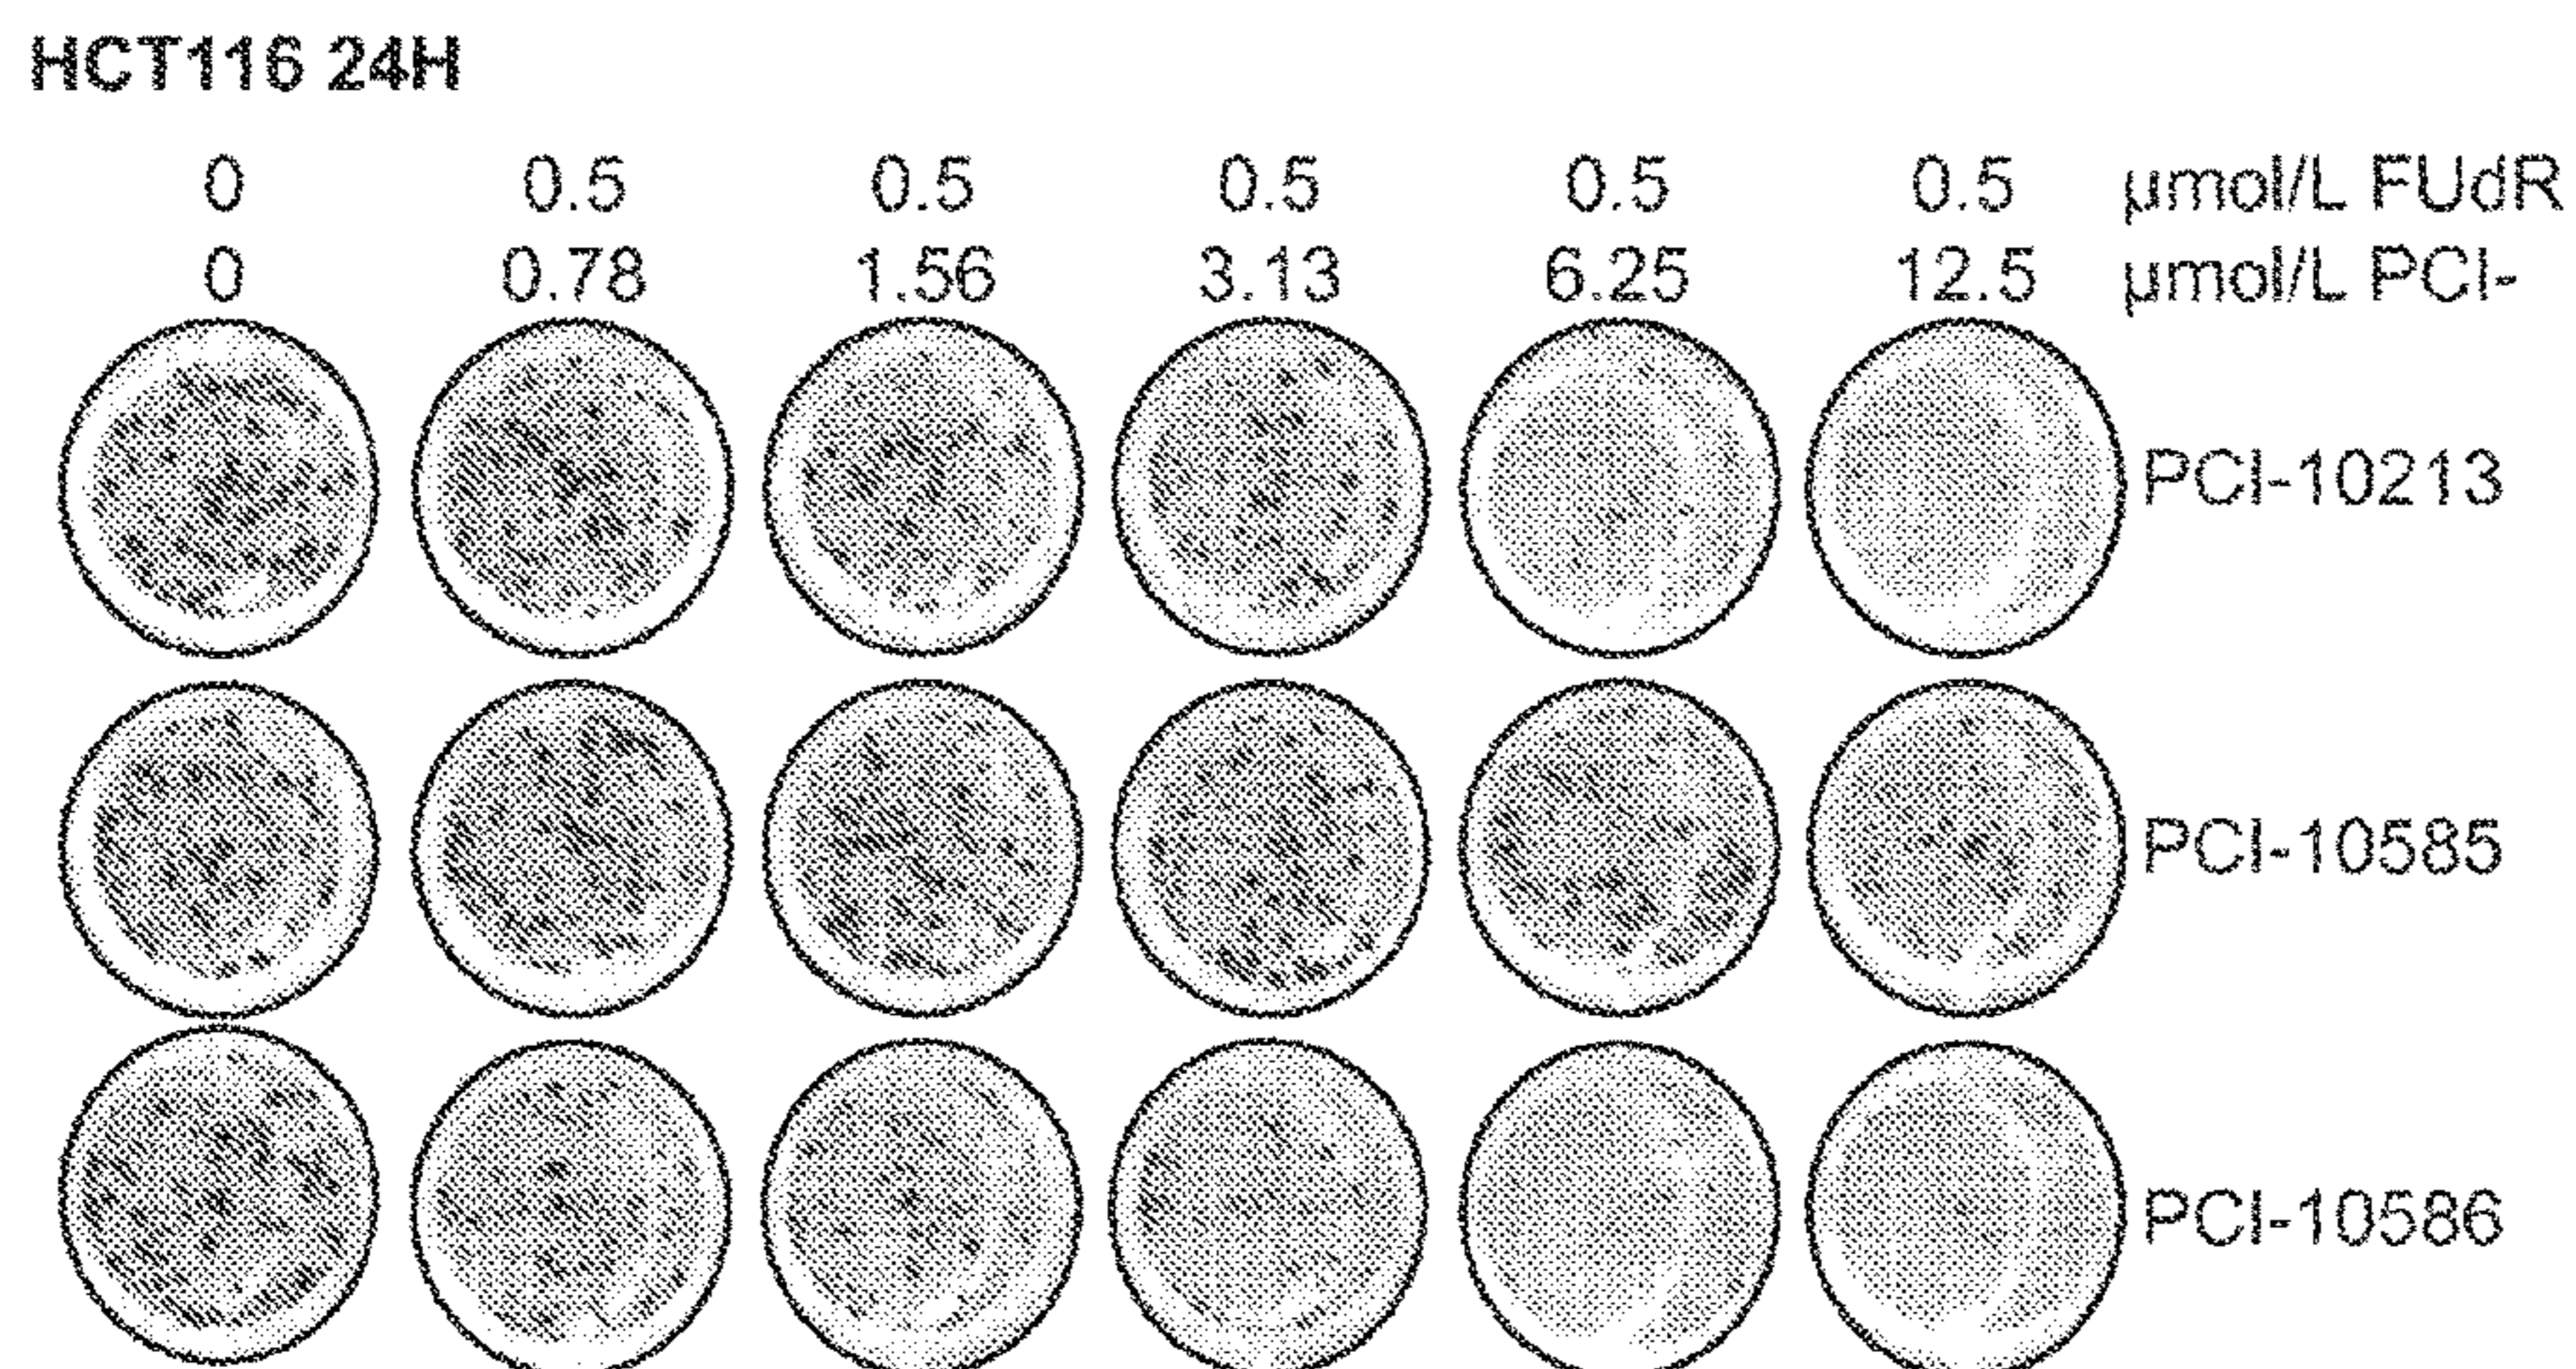 HCT116 24H
0 0.5 0.5 0.5 0.5 0.5 µmol/L FUdR
0 0.78 1.56 3.13 6.25 12.5 µmol/L PCI-
PCI-10213
PCI-10585
PCI-10586